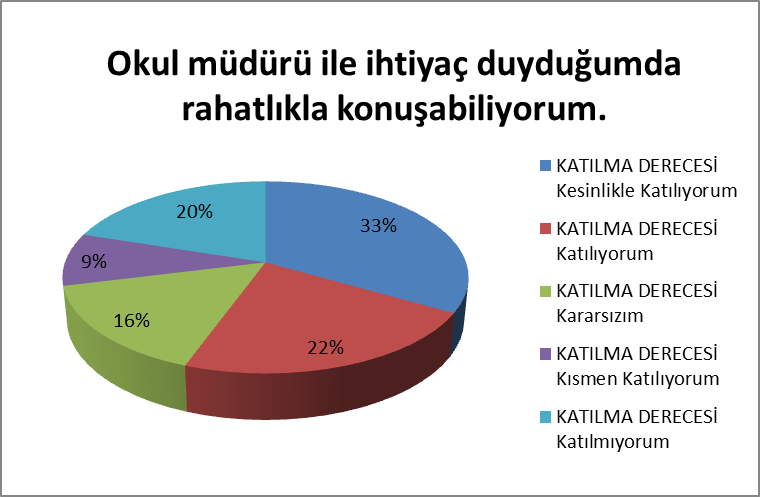 Okul müdürü ile ihtiyaç duyduğumda
rahatlıkla konuşabiliyorum.
33%
22%
16%
9%
20%
KATILMA DERECESİ
Kesinlikle Katılıyorum
KATILMA DERECESİ
Katılıyorum
KATILMA DERECESİ
Kararsızım
KATILMA DERECESİ
Kısmen Katılıyorum
KATILMA DERECESİ
Katılmıyorum